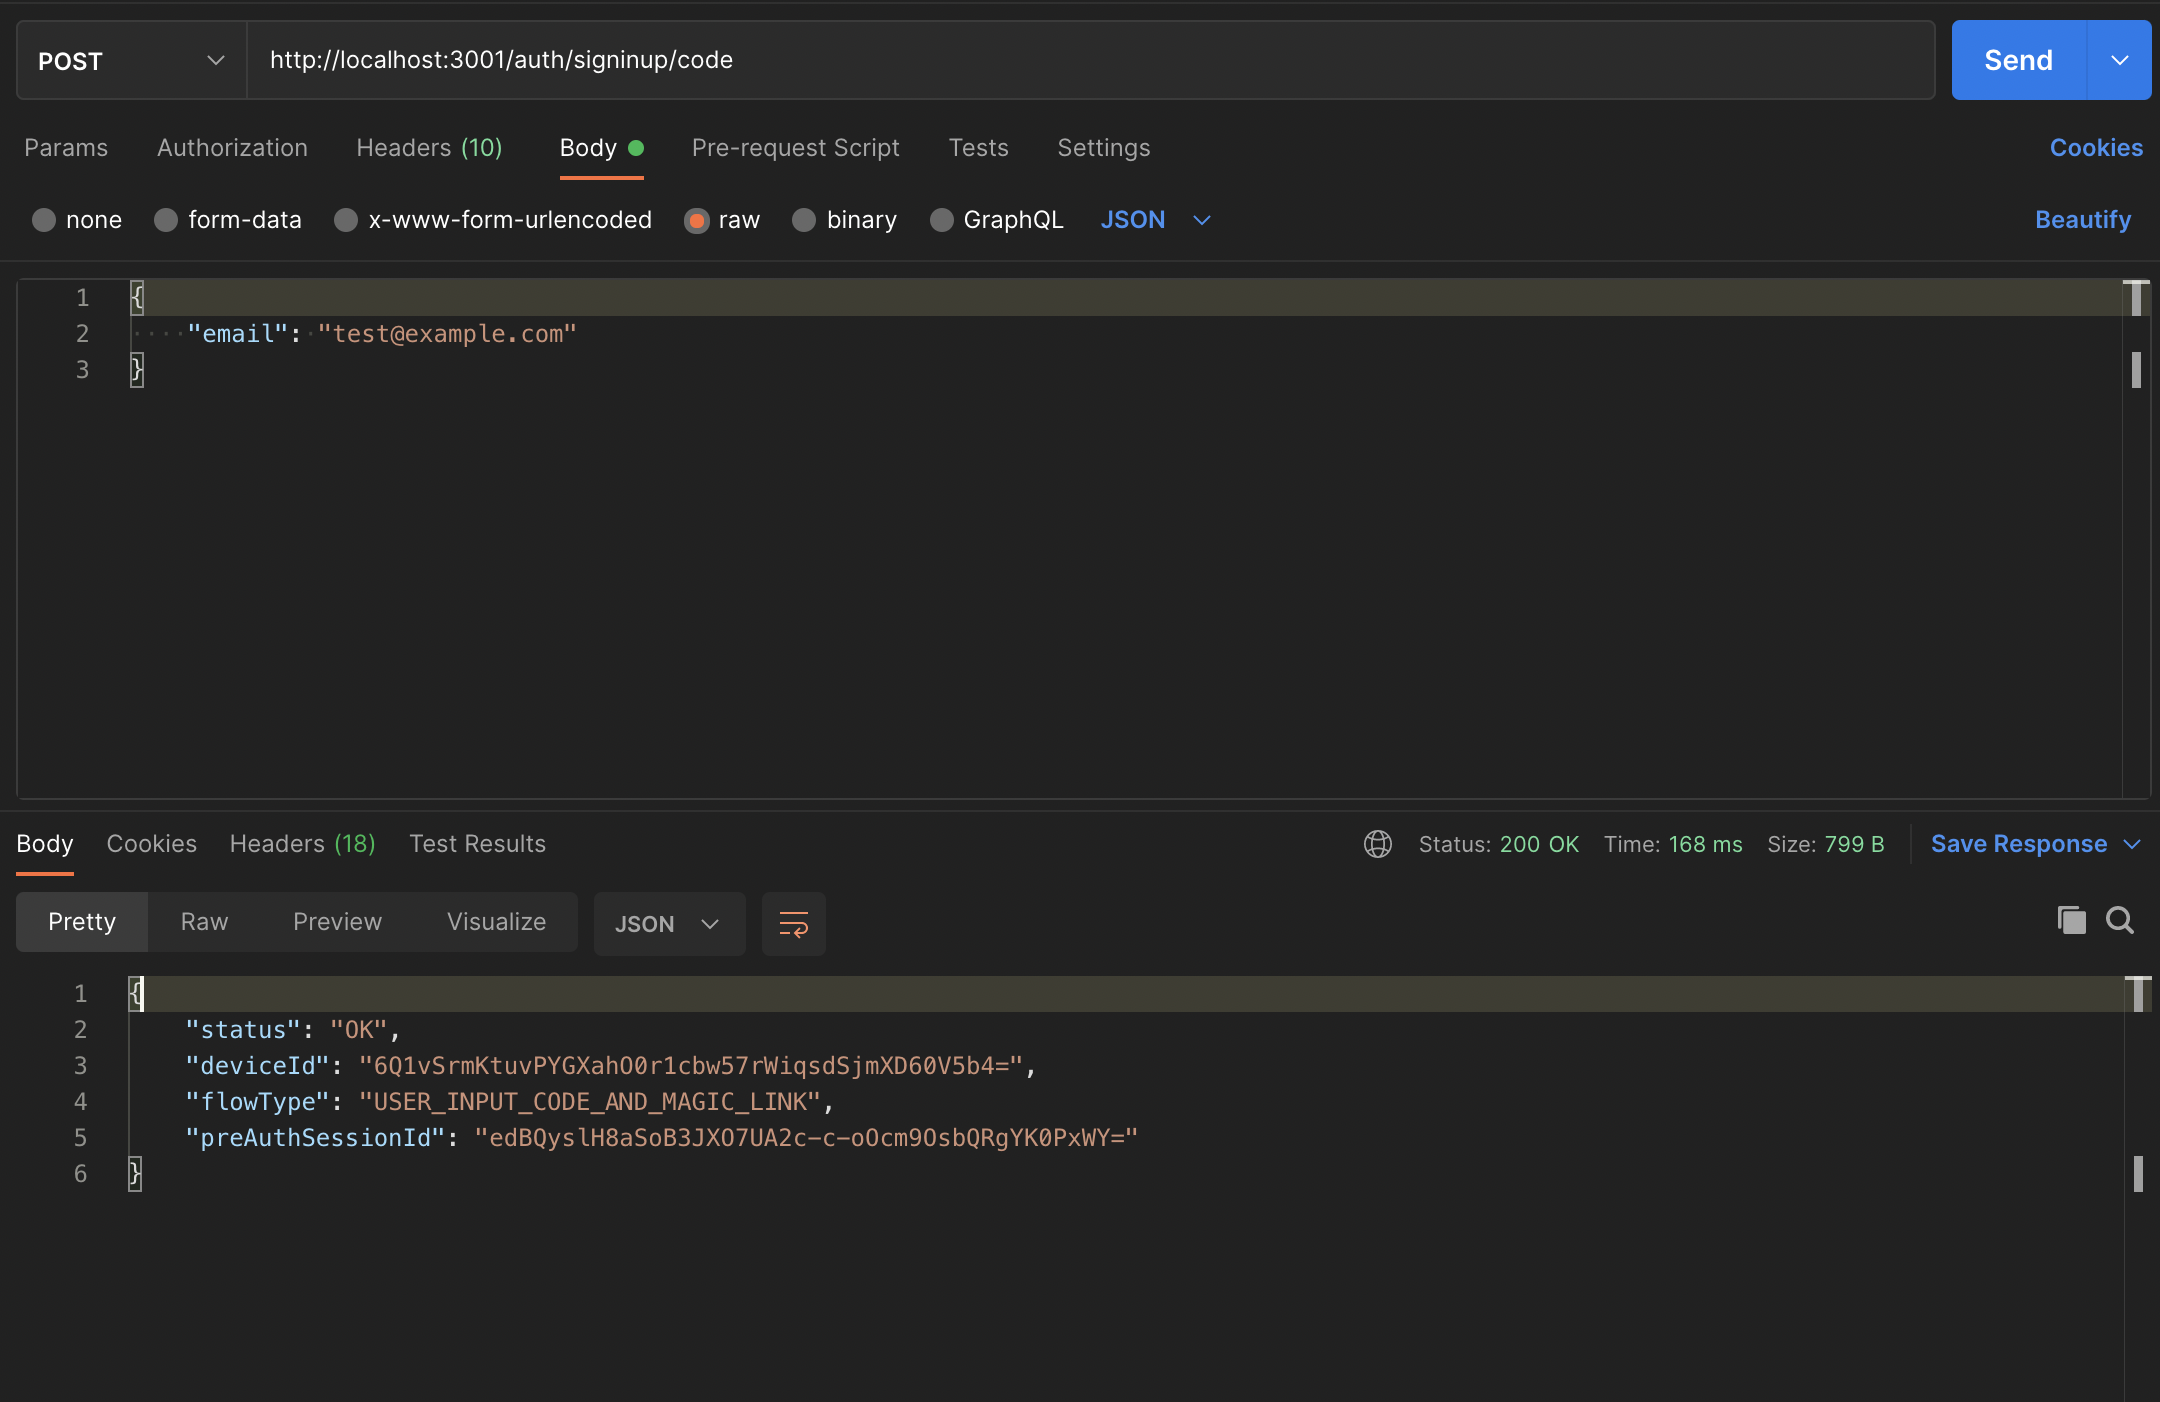 POST http://localhost:3001/auth/signinup/code Send
Params Authorization Headers (10) Body Pre-request Script Tests Settings Cookies
none form-data x-www-form-urlencoded raw binary GraphQL JSON Beautify
1 {
2 "email": "test@example.com"
3 }
Body Cookies Headers (18) Test Results Status: 200 OK Time: 168 ms Size: 799 B Save Response
Pretty Raw Preview Visualize JSON
1 {
2 "status": "OK",
3 "deviceId": "6Q1vSrmKtuvPYGXahO0r1cbw57rWiqsdSjmXD60V5b4=",
4 "flowType": "USER_INPUT_CODE_AND_MAGIC_LINK",
5 "preAuthSessionId": "edBQyslH8aSoB3JXO7UA2c-c-oOcm9OsbQRgYK0PxWY="
6 }